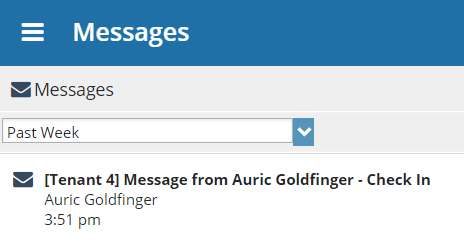 Messages
Messages
Past Week
[Tenant 4] Message from Auric Goldfinger - Check In
Auric Goldfinger
3:51 pm